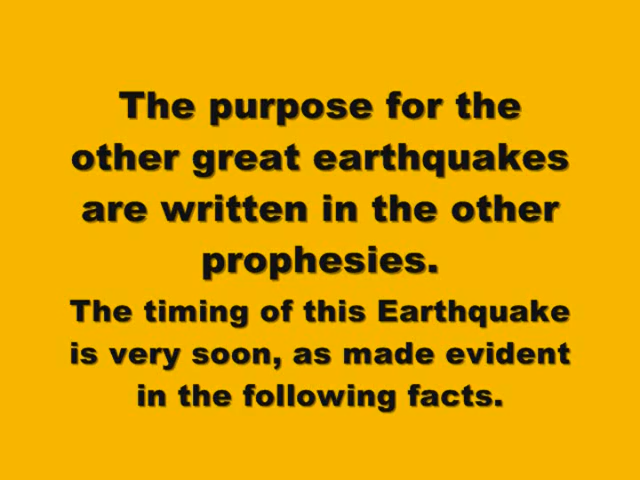 The purpose for the
other great earthquakes
are written in the other
prophesies.
The timing of this Earthquake
is very soon, as made evident
in the following facts.